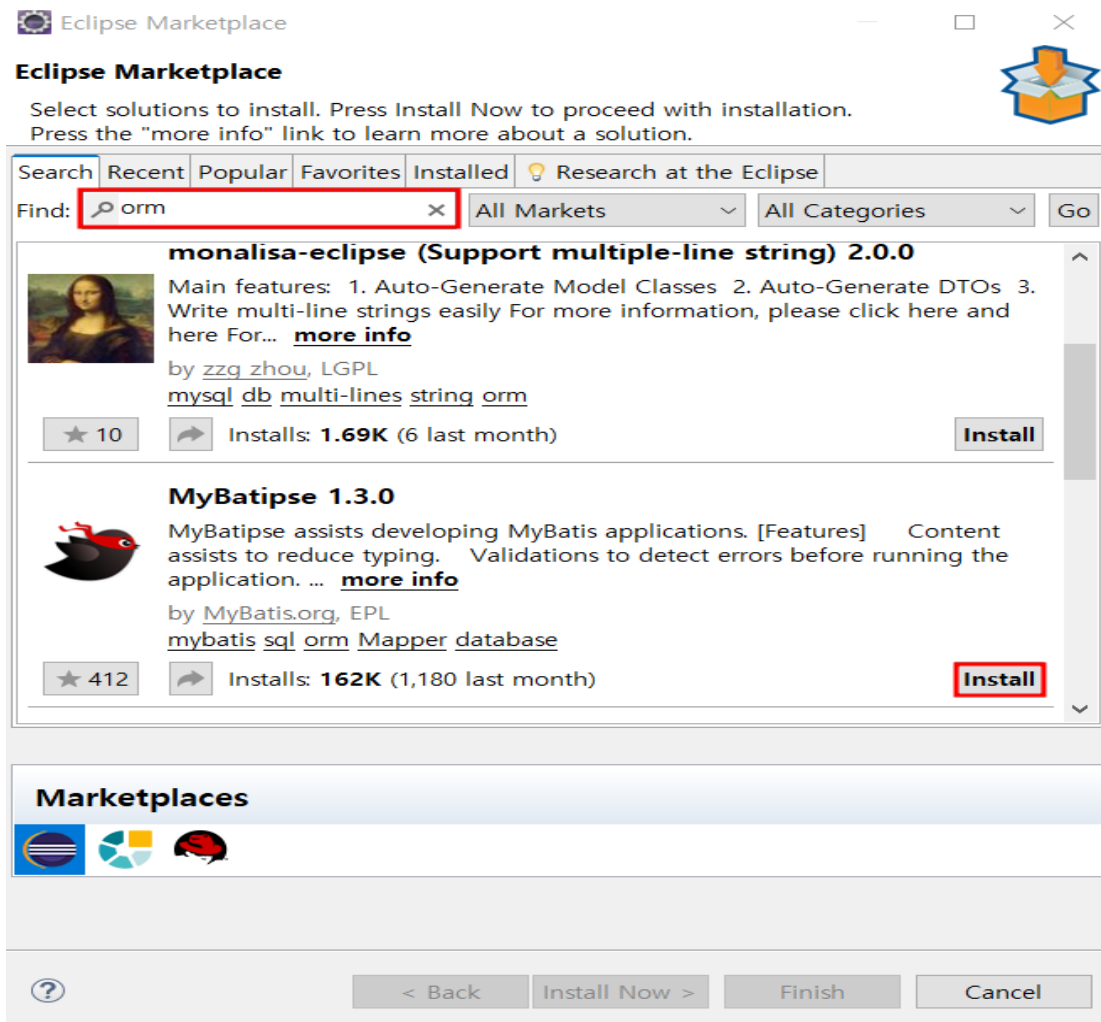 Eclipse Marketplace
Eclipse Marketplace
Select solutions to install. Press Install Now to proceed with installation.
Press the "more info" link to learn more about a solution.
Search Recent Popular Favorites Installed Research at the Eclipse
Find: orm All Markets All Categories Go
monalisa-eclipse (Support multiple-line string) 2.0.0
Main features: 1. Auto-Generate Model Classes 2. Auto-Generate DTOs 3.
Write multi-line strings easily For more information, please click here and
here For... more info
by zzg zhou, LGPL
mysql db multi-lines string orm
10 Installs: 1.69K (6 last month) Install
MyBatipse 1.3.0
MyBatipse assists developing MyBatis applications. [Features] Content
assists to reduce typing. Validations to detect errors before running the
application. ... more info
by MyBatis.org, EPL
mybatis sql orm Mapper database
412 Installs: 162K (1,180 last month) Install
Marketplaces
? < Back Install Now > Finish Cancel